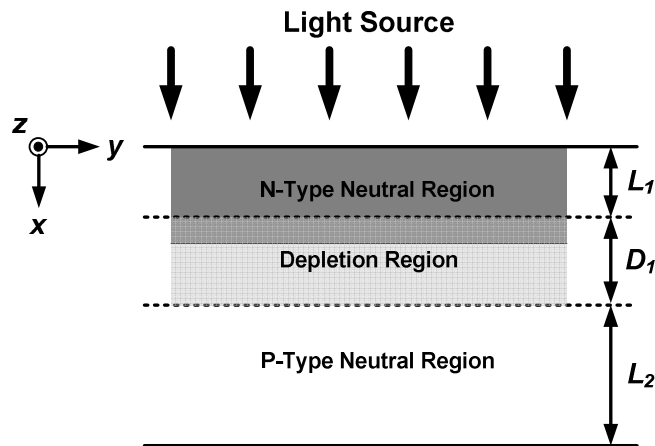 Light Source
z
y
x
N-Type Neutral Region
L1
Depletion Region
D1
P-Type Neutral Region
L2